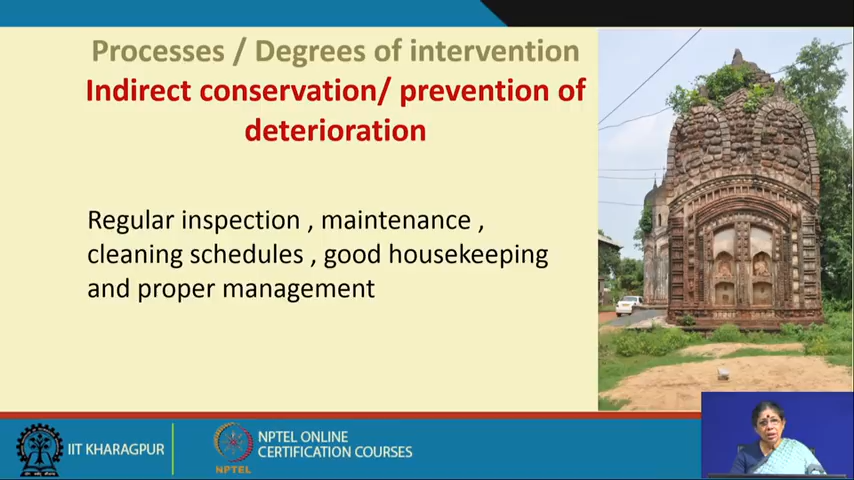 Processes / Degrees of intervention
Indirect conservation/ prevention of
deterioration
Regular inspection , maintenance ,
cleaning schedules , good housekeeping
and proper management
IIT KHARAGPUR
NPTEL
NPTEL ONLINE
CERTIFICATION COURSES